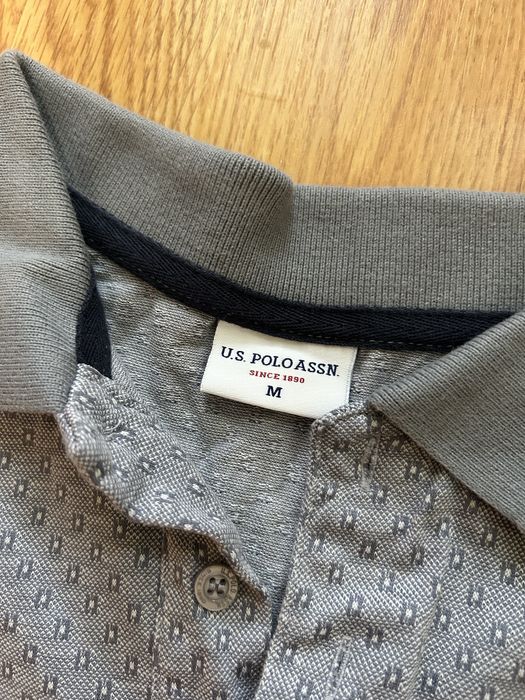 U.S. POLO ASSN.
SINCE 1890
M